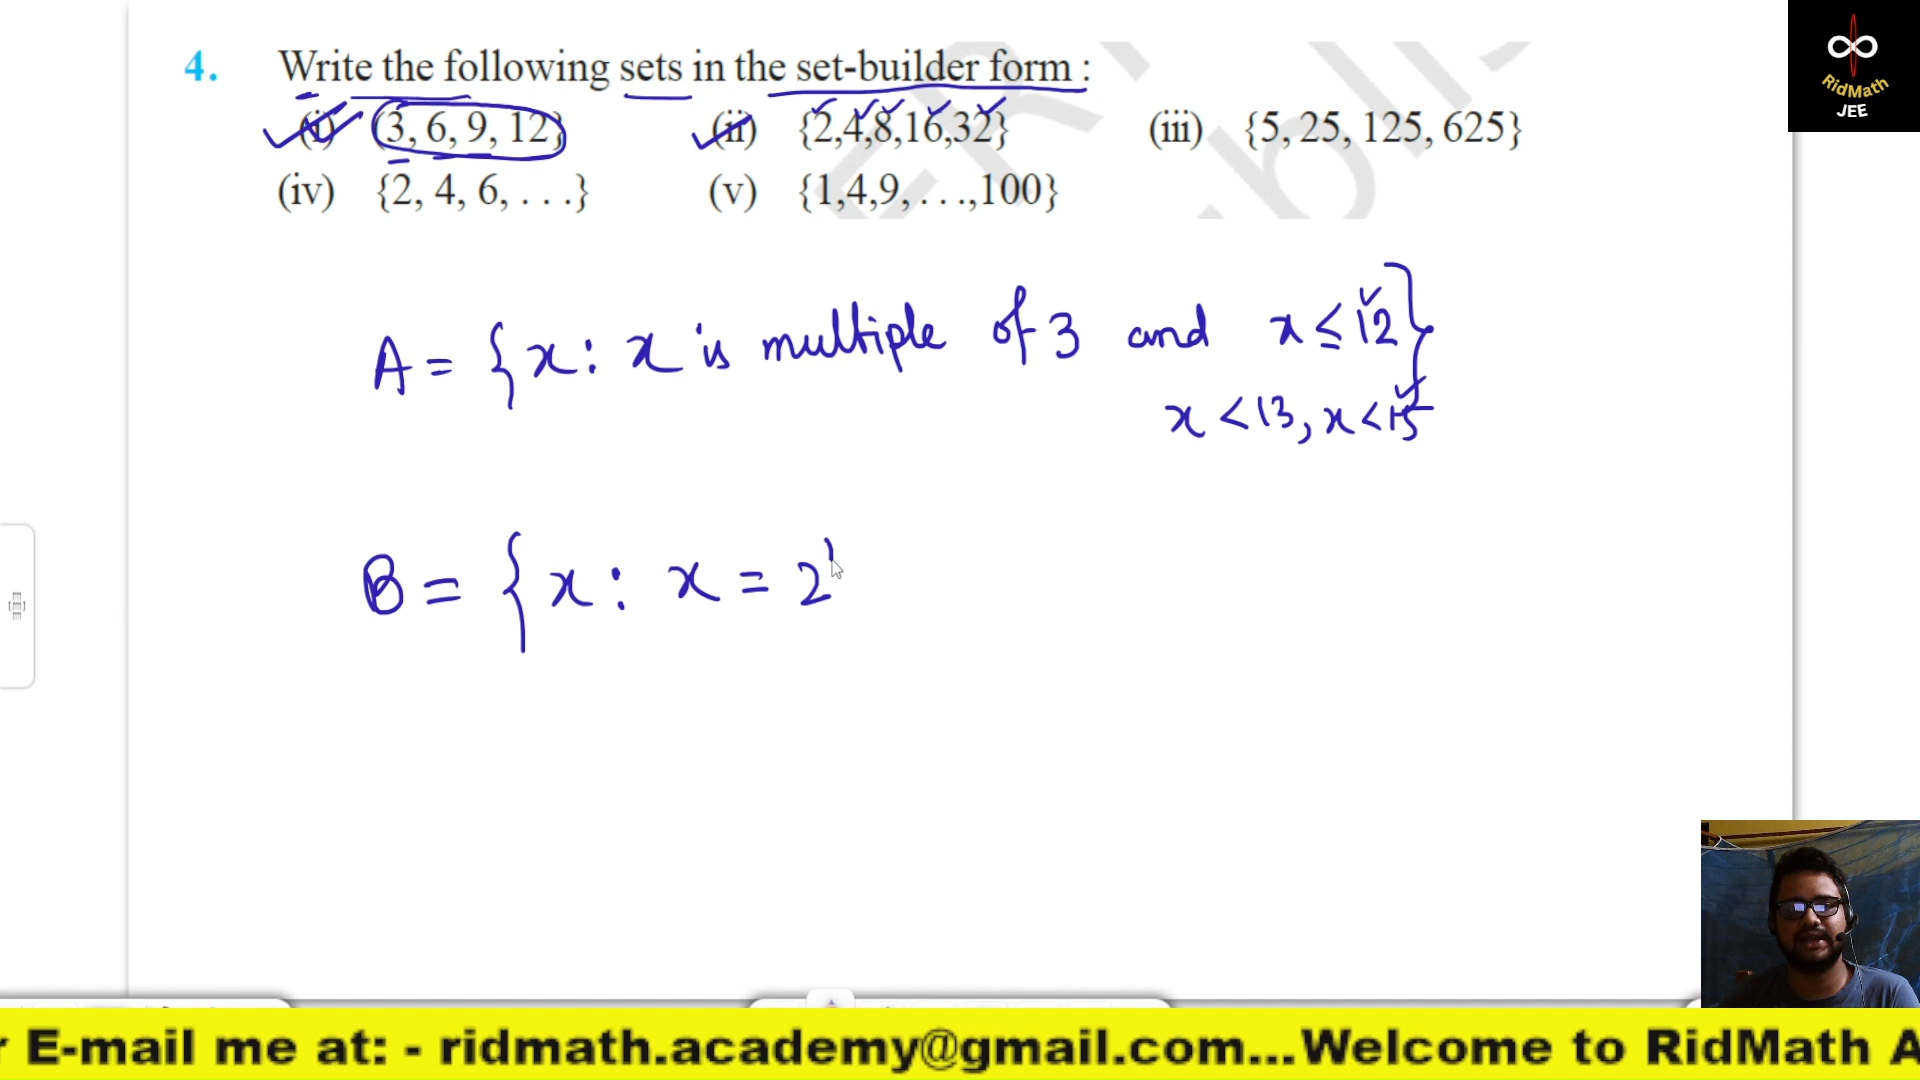 4. Write the following sets in the set-builder form :
(i) {3, 6, 9, 12} (ii) {2,4,8,16,32} (iii) {5, 25, 125, 625}
(iv) {2, 4, 6, . . .} (v) {1,4,9, . . .,100}
A = { x : x is multiple of 3 and x ≤ 12 }
x < 13, x < 15
B = { x : x = 2
RidMath
JEE
E-mail me at: - ridmath.academy@gmail.com...Welcome to RidMath A